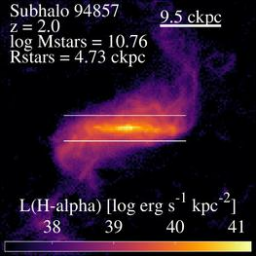 Subhalo 94857
z = 2.0
log Mstars = 10.76
Rstars = 4.73 ckpc
9.5 ckpc
L(H-alpha) [log erg s⁻¹ kpc⁻²]
38 39 40 41